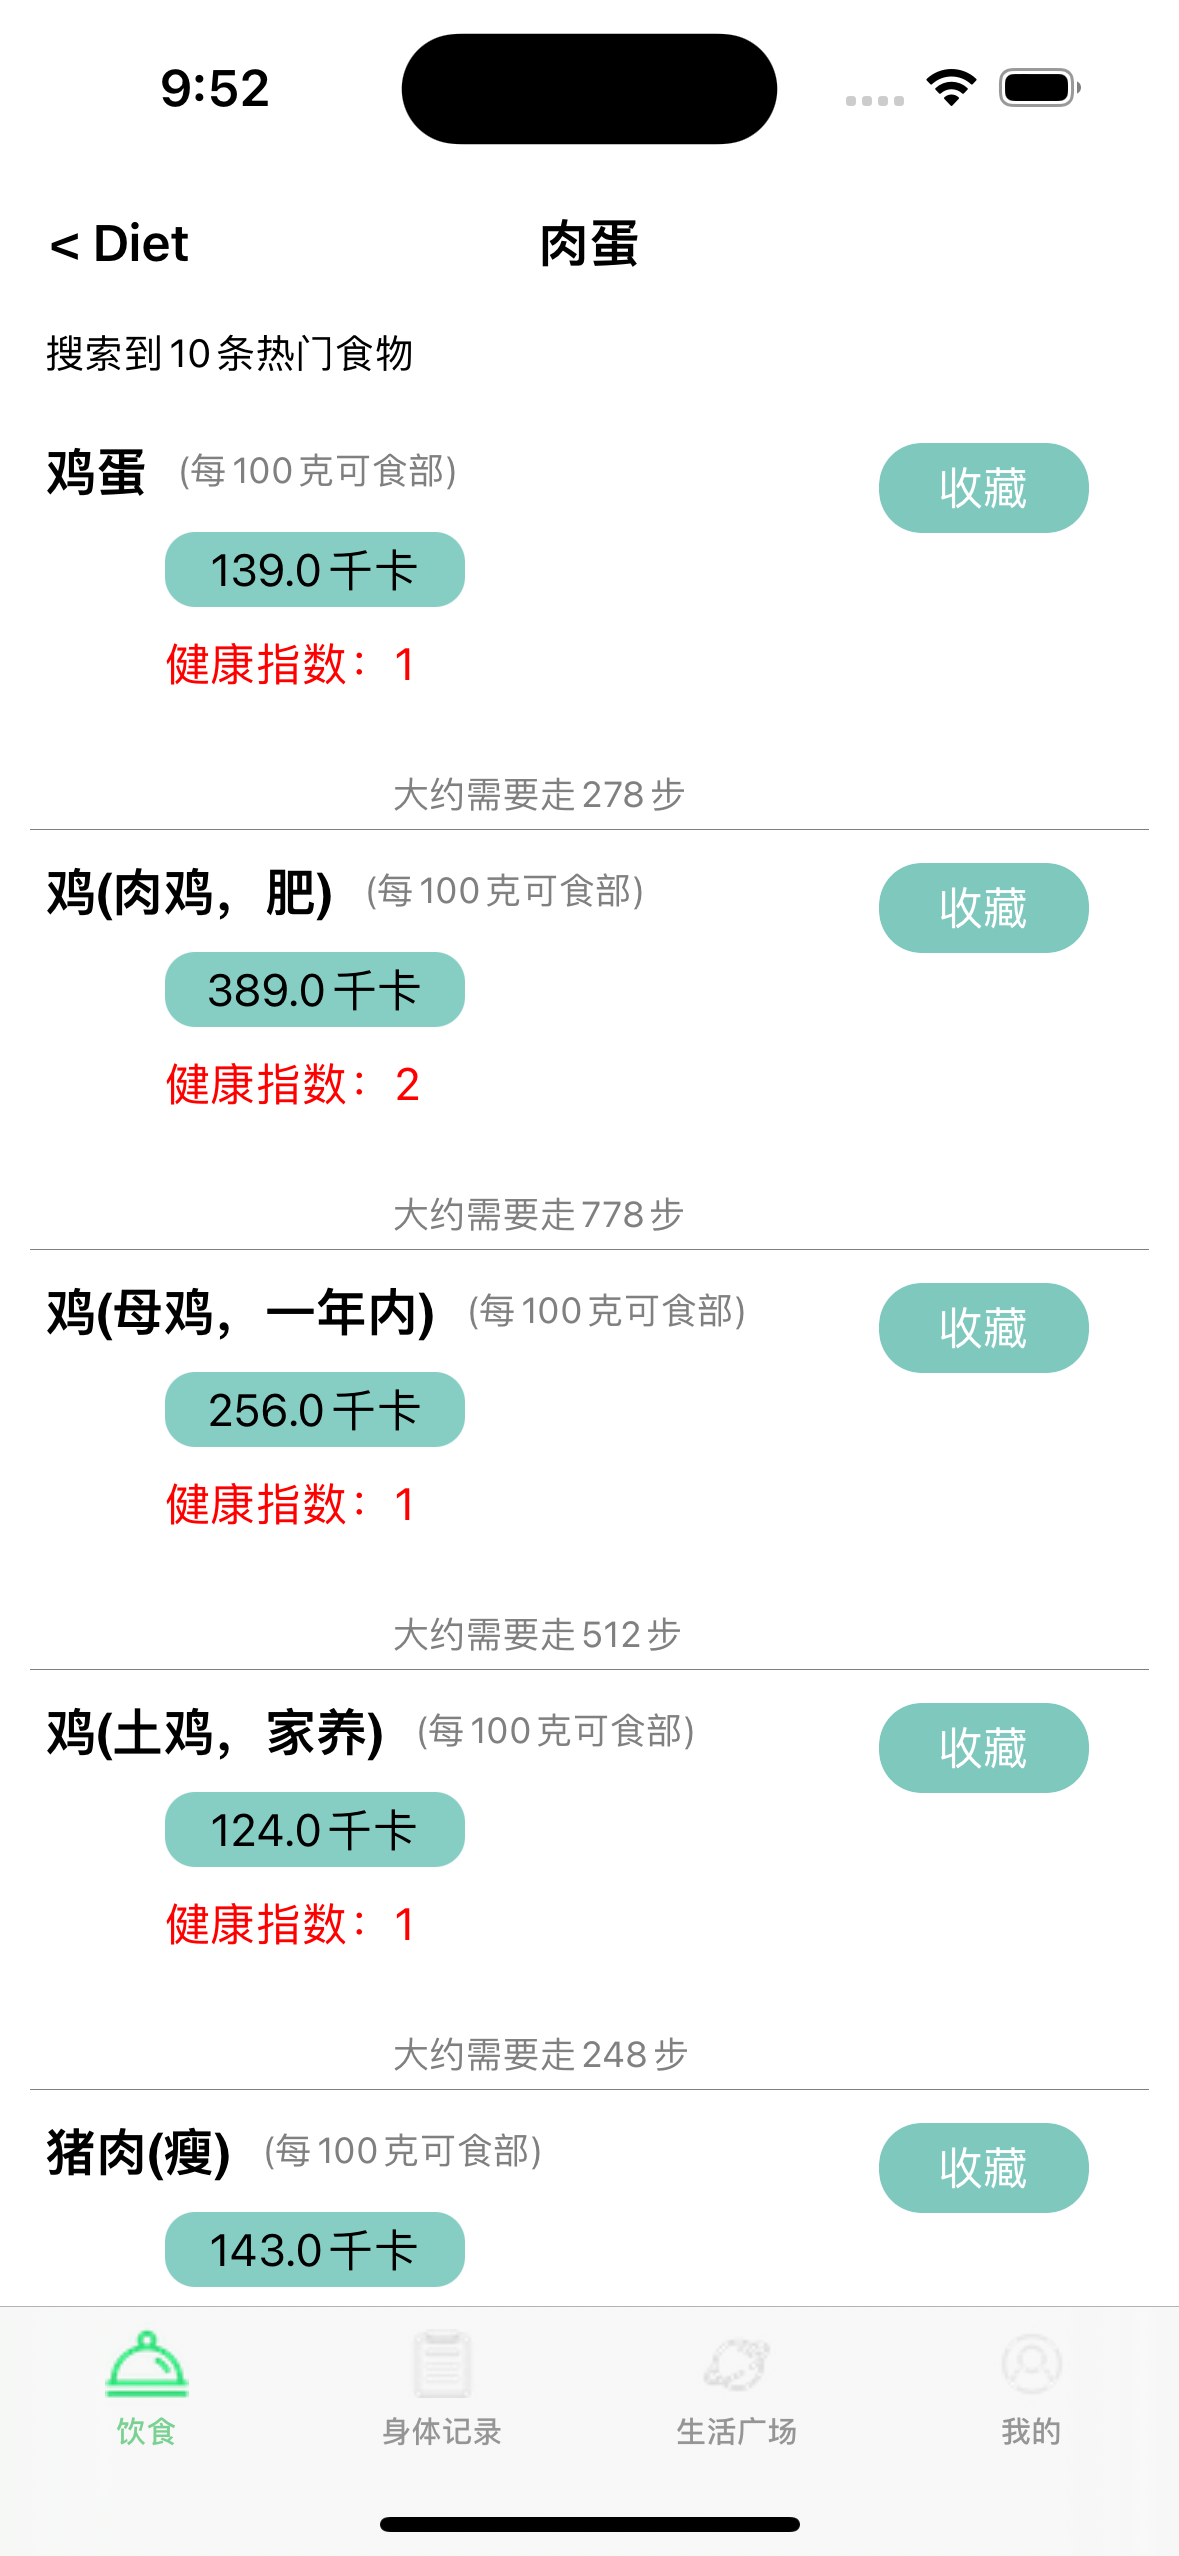 9:52
< Diet
肉蛋
搜索到10条热门食物
鸡蛋 (每100克可食部)
收藏
139.0千卡
健康指数：1
大约需要走278步
鸡(肉鸡，肥) (每100克可食部)
收藏
389.0千卡
健康指数：2
大约需要走778步
鸡(母鸡，一年内) (每100克可食部)
收藏
256.0千卡
健康指数：1
大约需要走512步
鸡(土鸡，家养) (每100克可食部)
收藏
124.0千卡
健康指数：1
大约需要走248步
猪肉(瘦) (每100克可食部)
收藏
143.0千卡
饮食 身体记录 生活广场 我的